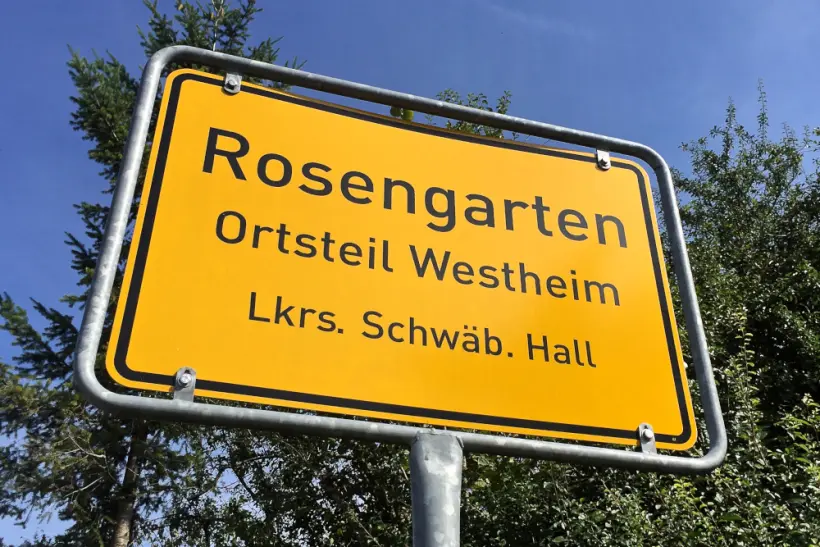 Rosengarten
Ortsteil Westheim
Lkrs. Schwäb. Hall